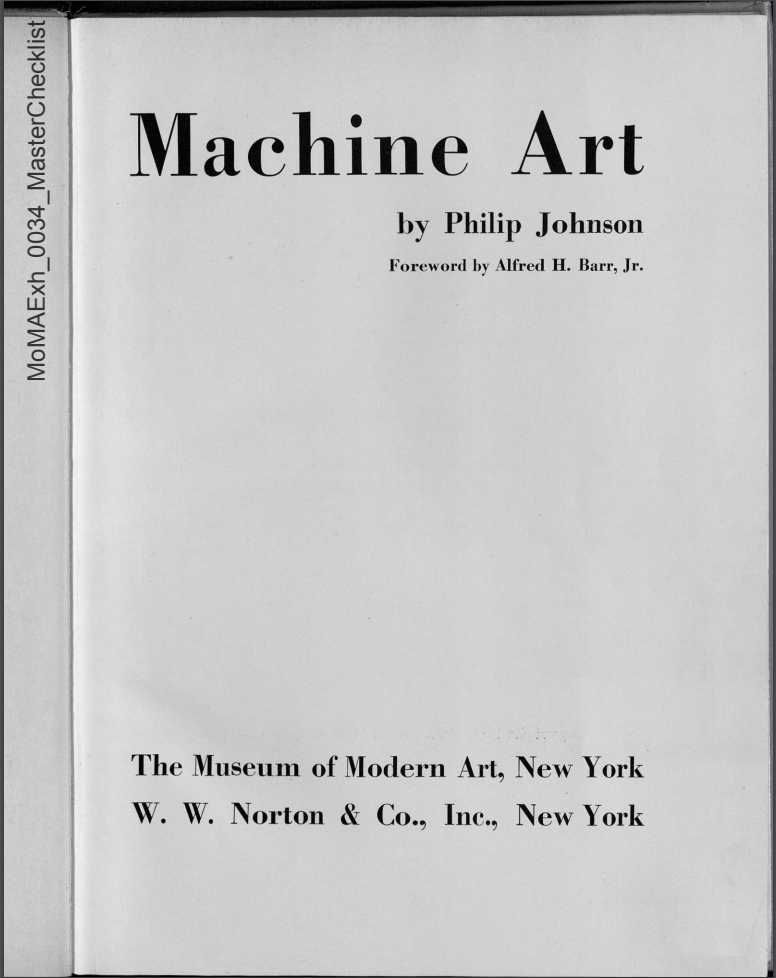 MoMAExh_0034_MasterChecklist
Machine Art
by Philip Johnson
Foreword by Alfred H. Barr, Jr.
The Museum of Modern Art, New York
W. W. Norton & Co., Inc., New York